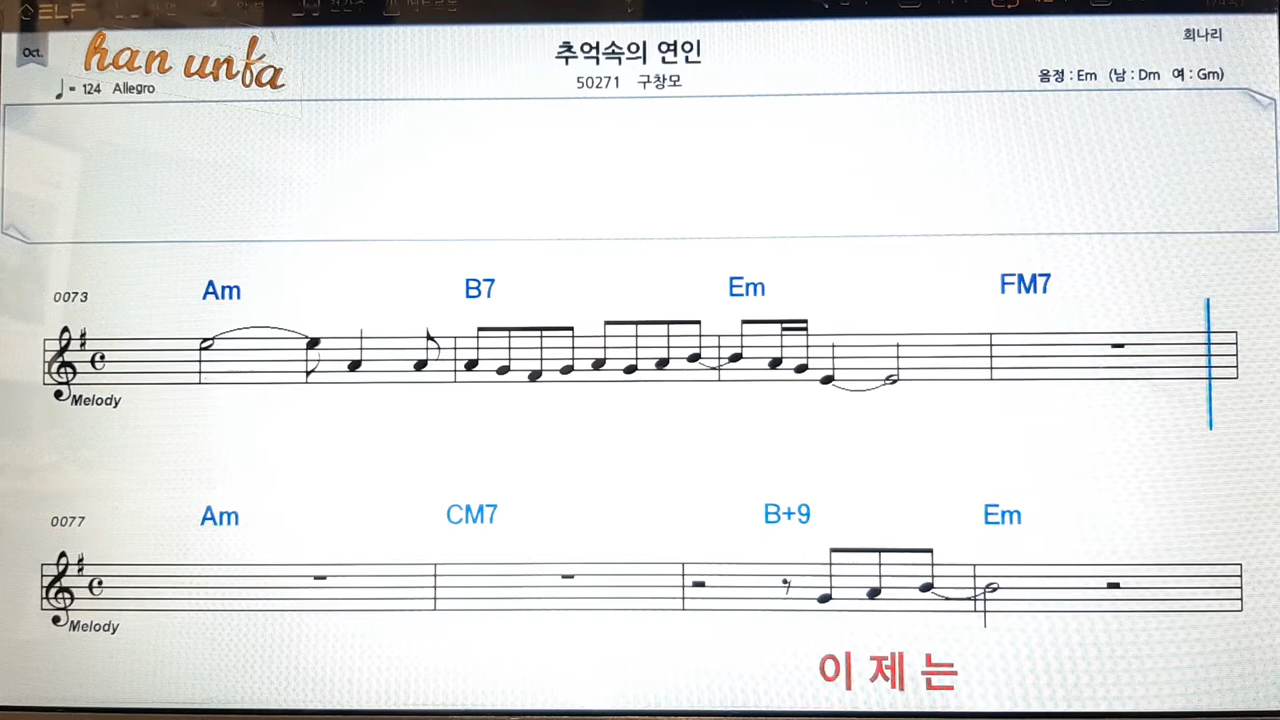 Oct.
han unfa
추억속의 연인
회나리
♩= 124 Allegro
50271 구창모
음정 : Em (남 : Dm 여 : Gm)
0073
Am B7 Em FM7
Melody
0077
Am CM7 B+9 Em
Melody
이 제 는